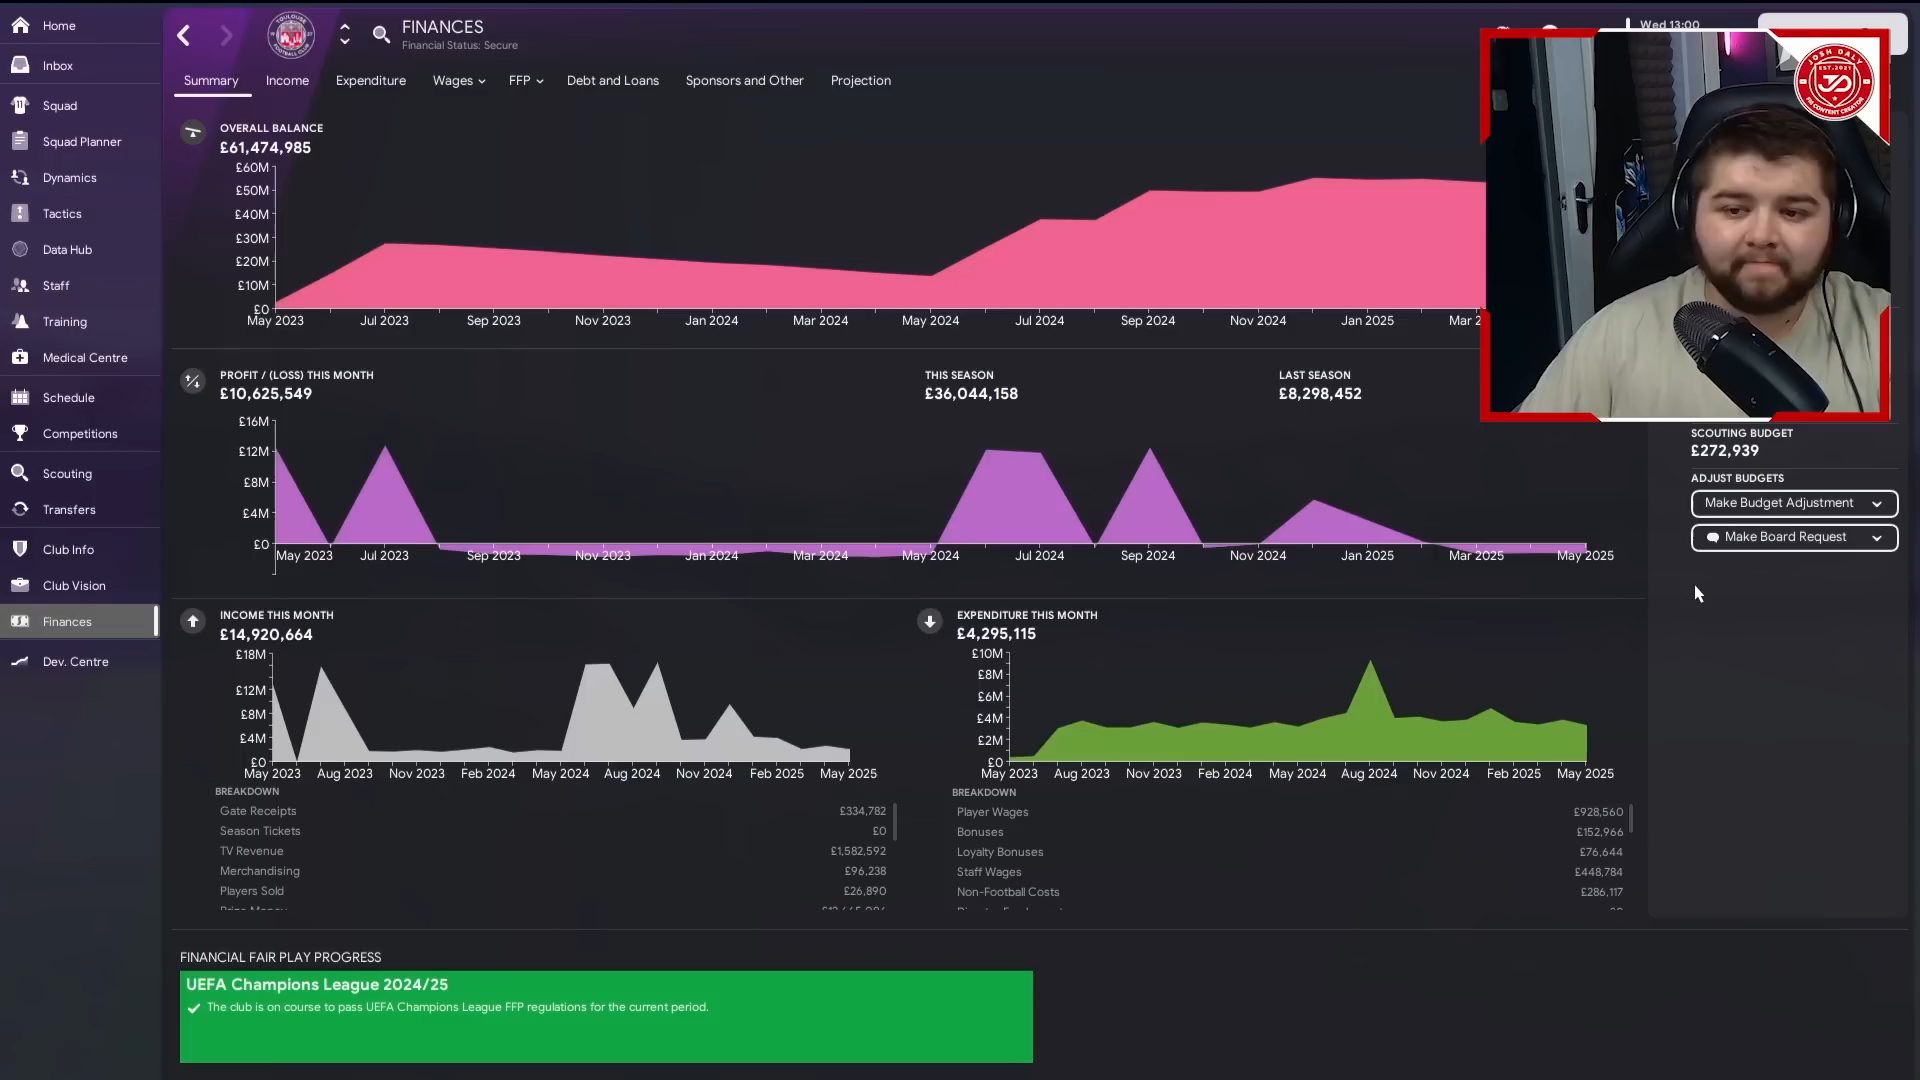 Home
Inbox
Squad
Squad Planner
Dynamics
Tactics
Data Hub
Staff
Training
Medical Centre
Schedule
Competitions
Scouting
Transfers
Club Info
Club Vision
Finances
Dev. Centre
FINANCES
Financial Status: Secure
Wed 13:00
Summary Income Expenditure Wages FFP Debt and Loans Sponsors and Other Projection
JOSH DALY
EST. 2021
JD
FM CONTENT CREATOR
OVERALL BALANCE
£61,474,985
£60M
£50M
£40M
£30M
£20M
£10M
£0
May 2023 Jul 2023 Sep 2023 Nov 2023 Jan 2024 Mar 2024 May 2024 Jul 2024 Sep 2024 Nov 2024 Jan 2025 Mar 2
PROFIT / (LOSS) THIS MONTH
£10,625,549
THIS SEASON
£36,044,158
LAST SEASON
£8,298,452
£16M
£12M
£8M
£4M
£0
May 2023 Jul 2023 Sep 2023 Nov 2023 Jan 2024 Mar 2024 May 2024 Jul 2024 Sep 2024 Nov 2024 Jan 2025 Mar 2025 May 2025
SCOUTING BUDGET
£272,939
ADJUST BUDGETS
Make Budget Adjustment
Make Board Request
INCOME THIS MONTH
£14,920,664
£18M
£12M
£8M
£4M
£0
May 2023 Aug 2023 Nov 2023 Feb 2024 May 2024 Aug 2024 Nov 2024 Feb 2025 May 2025
BREAKDOWN
Gate Receipts £334,782
Season Tickets £0
TV Revenue £1,582,592
Merchandising £96,238
Players Sold £26,890
EXPENDITURE THIS MONTH
£4,295,115
£10M
£8M
£6M
£4M
£2M
£0
May 2023 Aug 2023 Nov 2023 Feb 2024 May 2024 Aug 2024 Nov 2024 Feb 2025 May 2025
BREAKDOWN
Player Wages £928,560
Bonuses £152,966
Loyalty Bonuses £76,644
Staff Wages £448,784
Non-Football Costs £286,117
FINANCIAL FAIR PLAY PROGRESS
UEFA Champions League 2024/25
The club is on course to pass UEFA Champions League FFP regulations for the current period.